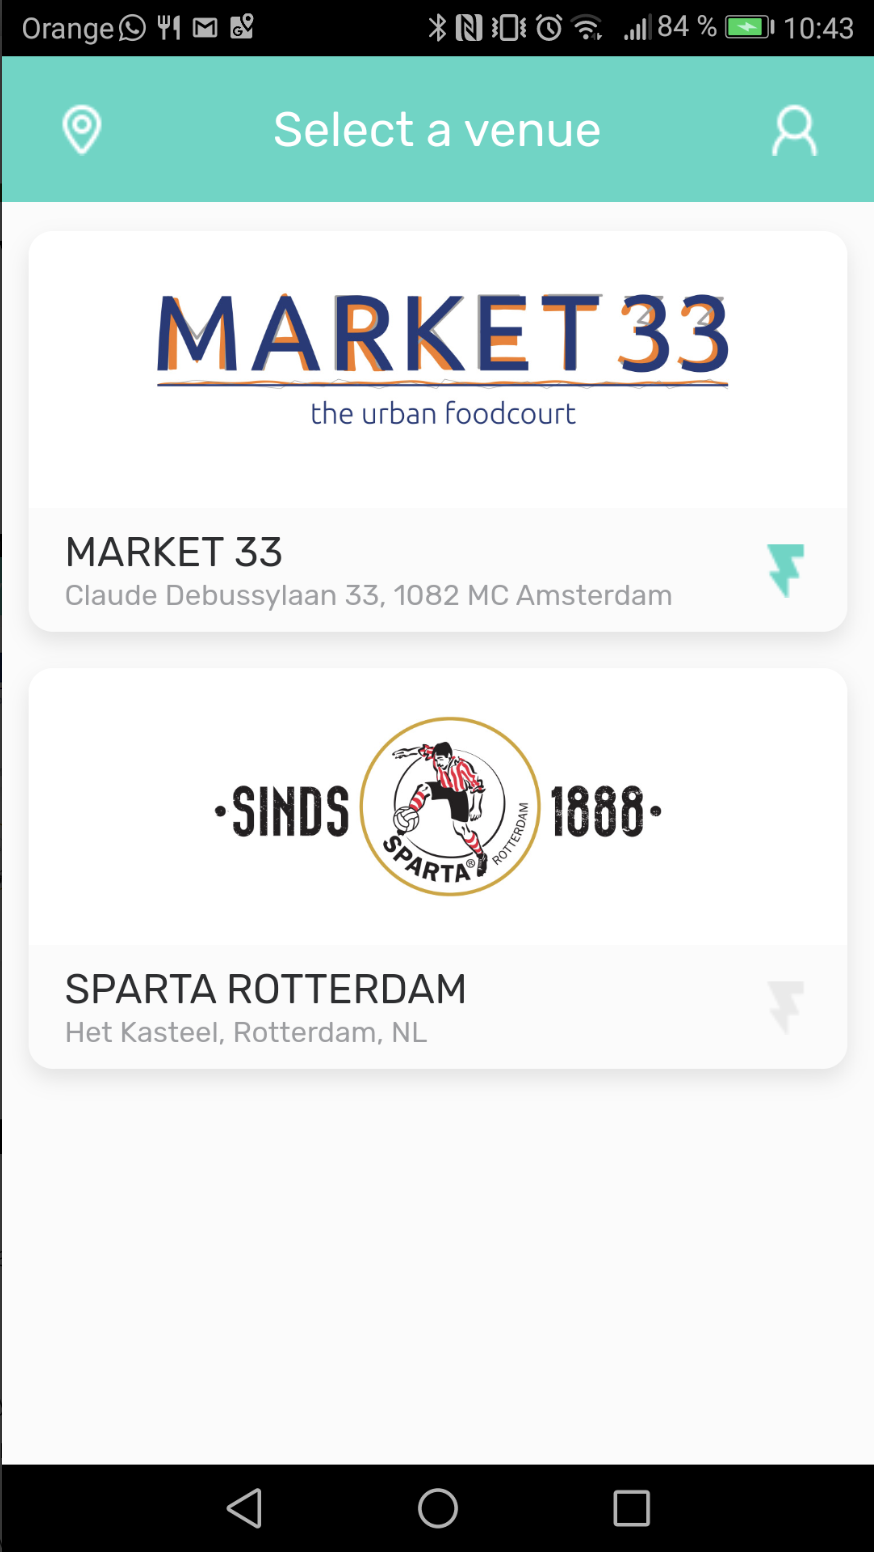 Orange 84 % 10:43
Select a venue
MARKET 33
the urban foodcourt
MARKET 33
Claude Debussylaan 33, 1082 MC Amsterdam
•SINDS 1888•
SPARTA® ROTTERDAM
SPARTA ROTTERDAM
Het Kasteel, Rotterdam, NL